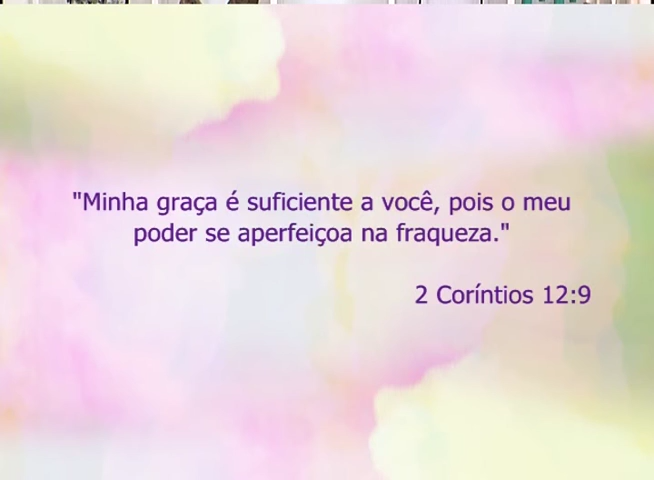 "Minha graça é suficiente a você, pois o meu
poder se aperfeiçoa na fraqueza."
2 Coríntios 12:9